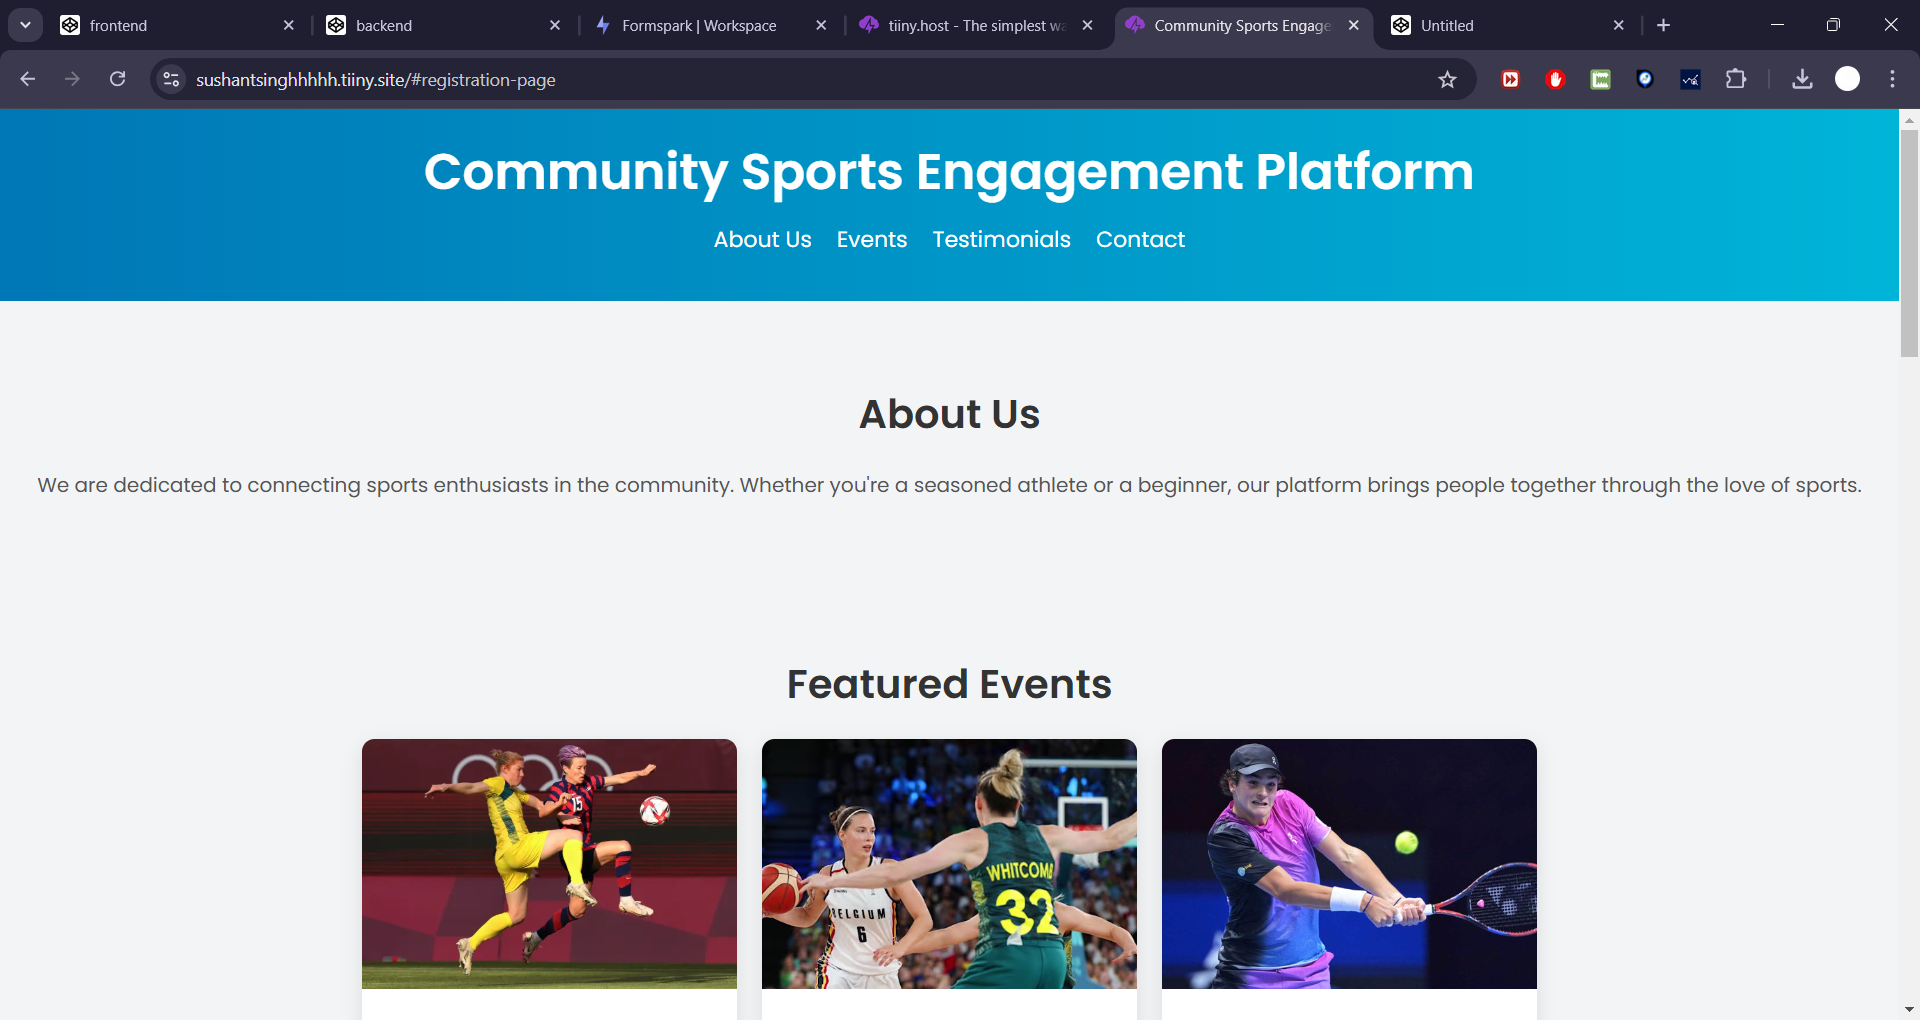 frontend
backend
Formspark | Workspace
tiiny.host - The simplest wa
Community Sports Engage
Untitled
sushantsinghhhhh.tiiny.site/#registration-page
Community Sports Engagement Platform
About Us Events Testimonials Contact
About Us
We are dedicated to connecting sports enthusiasts in the community. Whether you're a seasoned athlete or a beginner, our platform brings people together through the love of sports.
Featured Events
15
BELGIUM
6
WHITCOMB
32